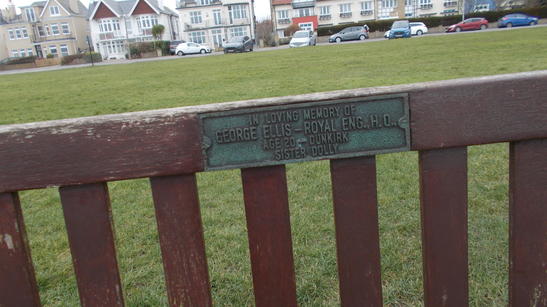 IN LOVING MEMORY OF
GEORGE ELLIS - ROYAL ENG. H.Q.
AGE 20 - DUNKIRK
SISTER DOLLY